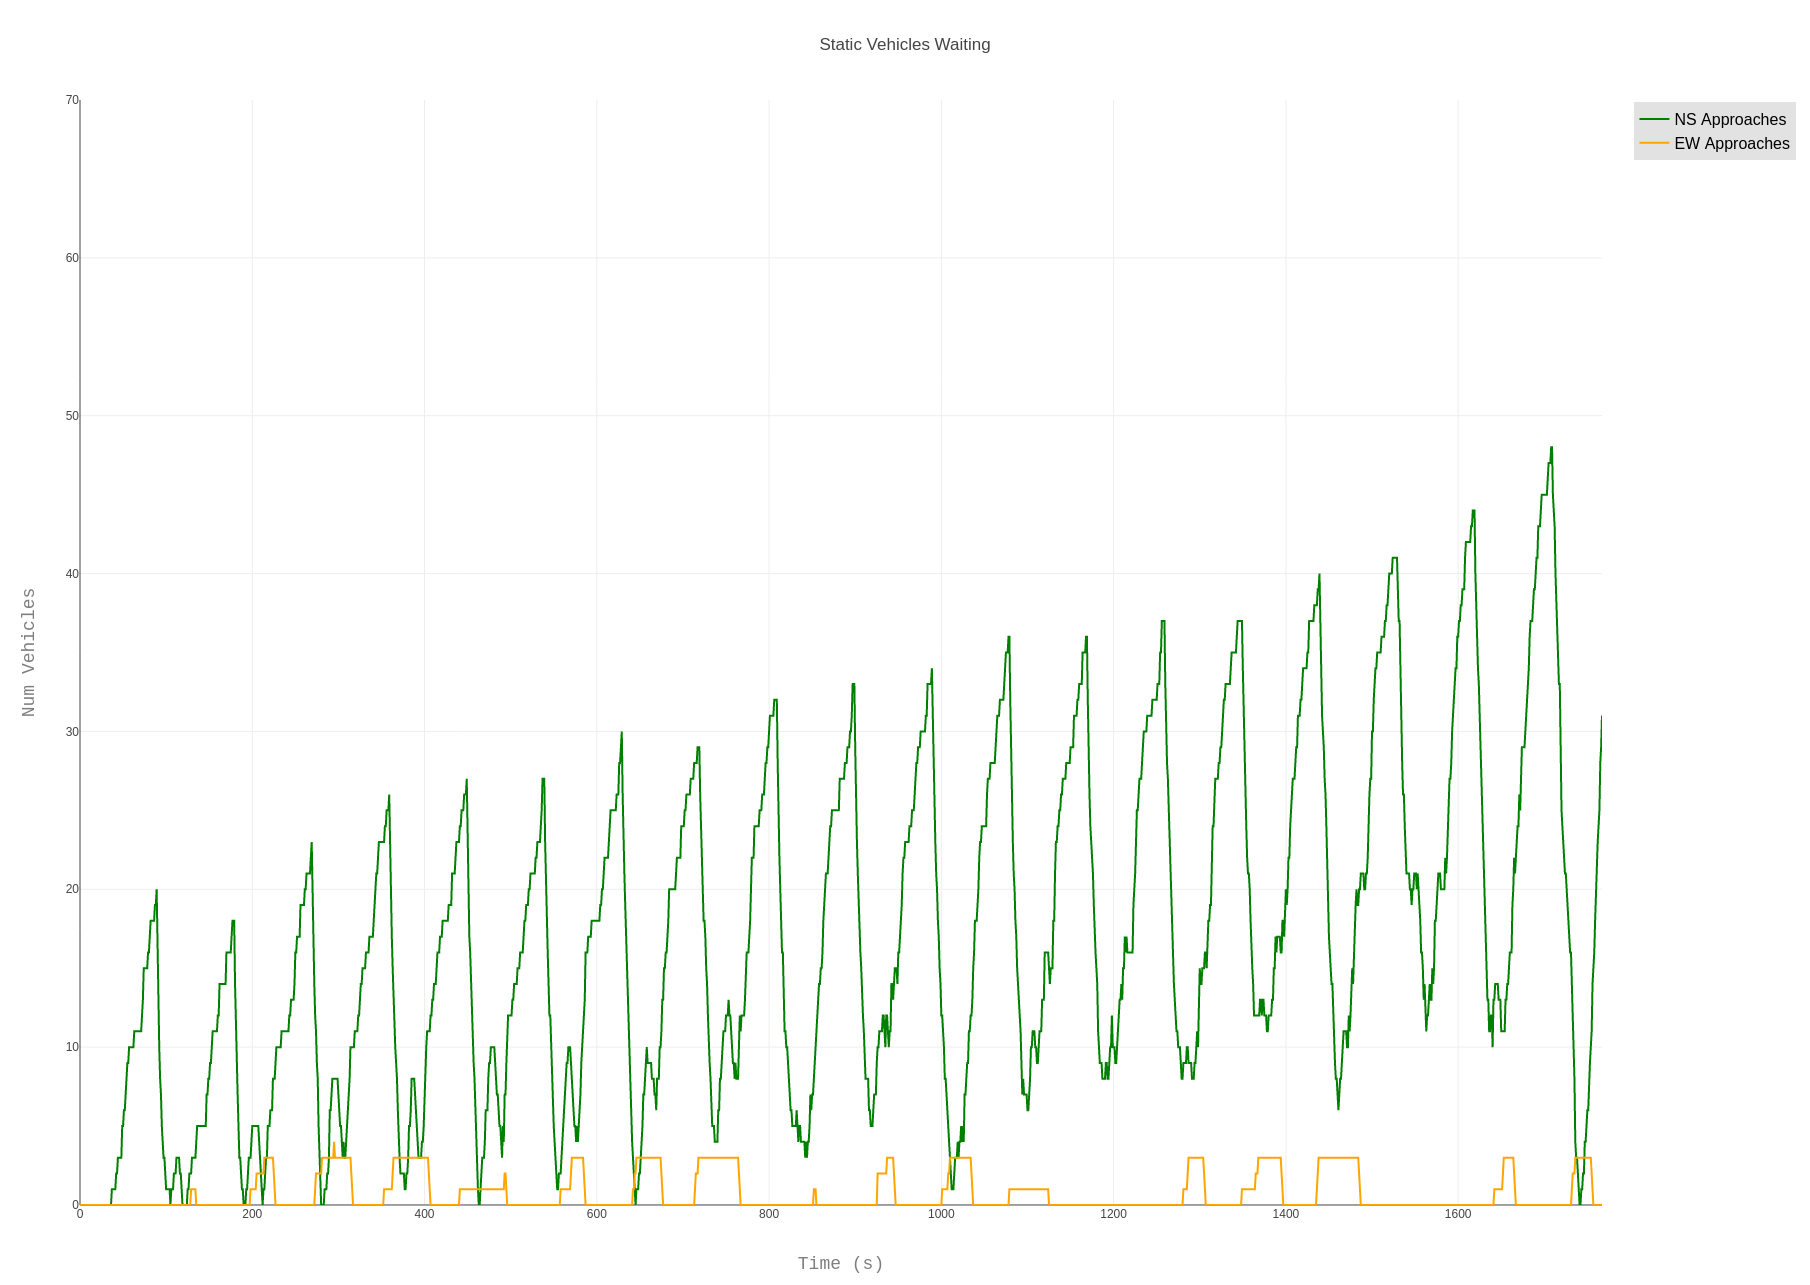 Static Vehicles Waiting
70
60
50
40
30
20
10
0
Num Vehicles
0 200 400 600 800 1000 1200 1400 1600
Time (s)
NS Approaches
EW Approaches